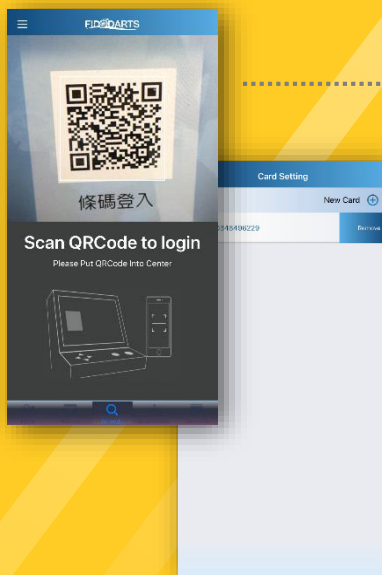 FIDODARTS
條碼登入
Scan QRCode to login
Please Put QRCode Into Center
Card Setting
New Card
Remove